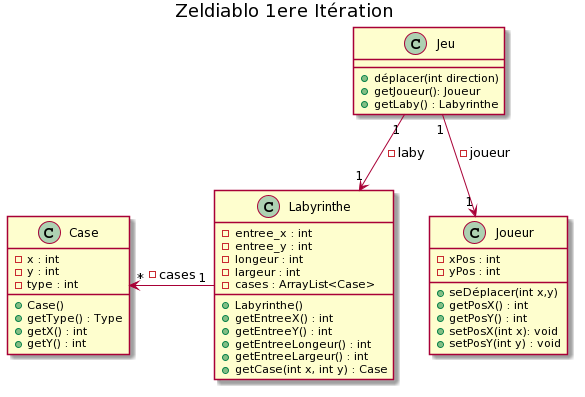 Zeldiablo 1ere Itération
C Jeu
déplacer(int direction)
getJoueur(): Joueur
getLaby() : Labyrinthe
1 1
laby joueur
1 1
C Labyrinthe
entree_x : int
entree_y : int
longeur : int
largeur : int
cases : ArrayList<Case>
Labyrinthe()
getEntreeX() : int
getEntreeY() : int
getEntreeLongeur() : int
getEntreeLargeur() : int
getCase(int x, int y) : Case
C Case
x : int
y : int
type : int
Case()
getType() : Type
getX() : int
getY() : int
* cases 1
C Joueur
xPos : int
yPos : int
seDéplacer(int x,y)
getPosX() : int
getPosY() : int
setPosX(int x): void
setPosY(int y) : void